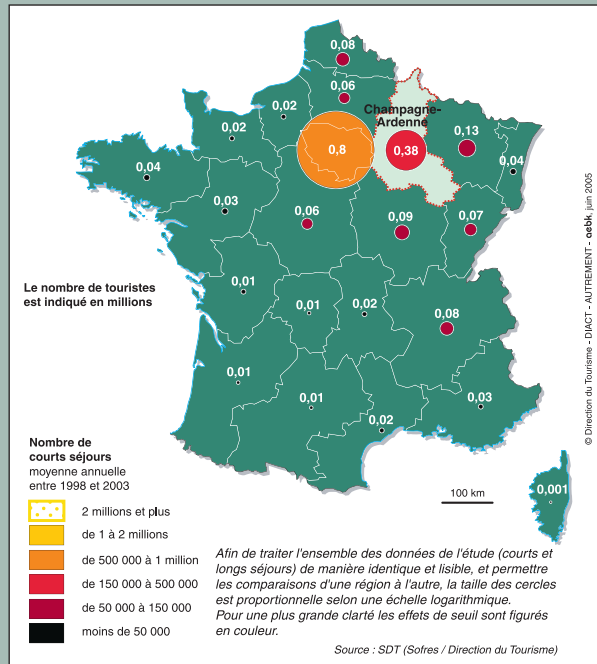 0,08
0,06
Champagne-
Ardenne
0,02
0,02
0,8
0,38
0,13
0,04
0,04
0,03
0,06
0,09
0,07
Le nombre de touristes
est indiqué en millions
0,01
0,01
0,02
0,08
0,01
0,01
0,02
0,03
0,001
100 km
© Direction du Tourisme - DIACT - AUTREMENT - aebk, juin 2005
Nombre de
courts séjours
moyenne annuelle
entre 1998 et 2003
2 millions et plus
de 1 à 2 millions
de 500 000 à 1 million
de 150 000 à 500 000
de 50 000 à 150 000
moins de 50 000
Afin de traiter l'ensemble des données de l'étude (courts et
longs séjours) de manière identique et lisible, et permettre
les comparaisons d'une région à l'autre, la taille des cercles
est proportionnelle selon une échelle logarithmique.
Pour une plus grande clarté les effets de seuil sont figurés
en couleur.
Source : SDT (Sofres / Direction du Tourisme)